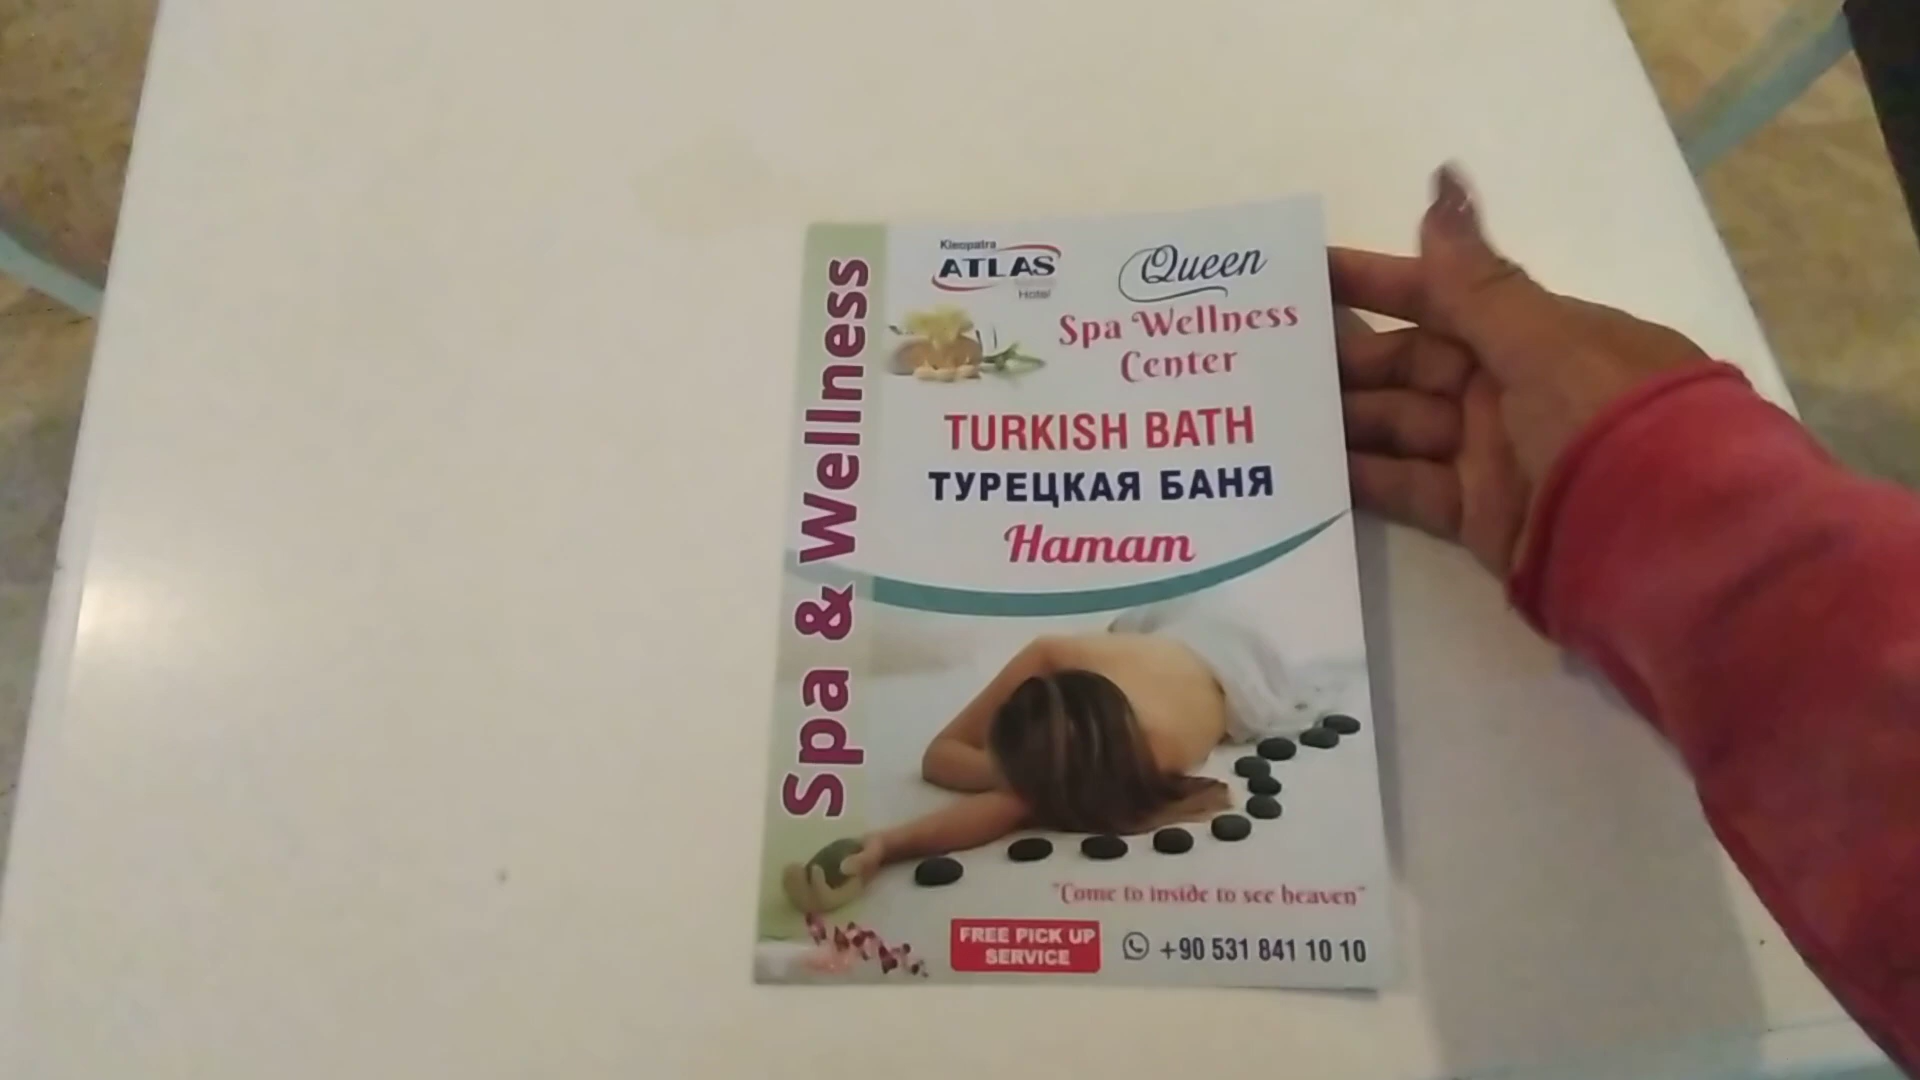 Spa & Wellness
Kleopatra
ATLAS
Hotel
Queen
Spa Wellness
Center
TURKISH BATH
ТУРЕЦКАЯ БАНЯ
Hamam
"Come to inside to see heaven"
FREE PICK UP
SERVICE
+90 531 841 10 10